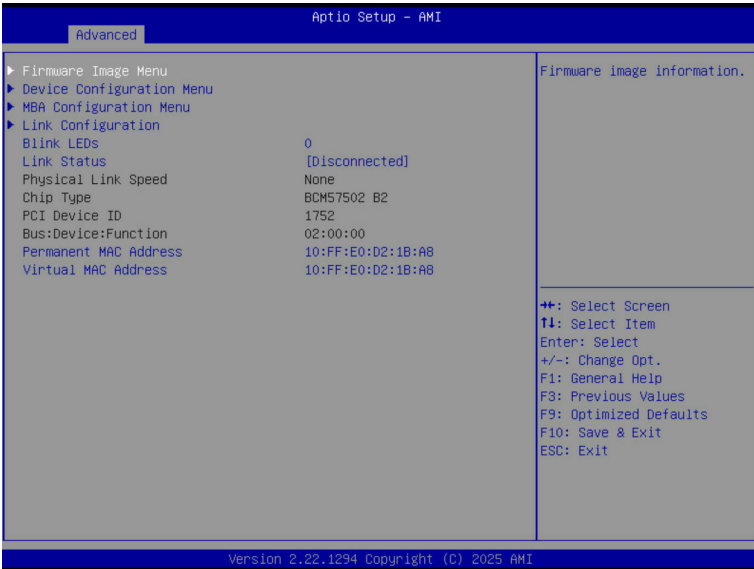 Aptio Setup – AMI
Advanced
Firmware Image Menu
Device Configuration Menu
MBA Configuration Menu
Link Configuration
Blink LEDs 0
Link Status [Disconnected]
Physical Link Speed None
Chip Type BCM57502 B2
PCI Device ID 1752
Bus:Device:Function 02:00:00
Permanent MAC Address 10:FF:E0:D2:1B:A8
Virtual MAC Address 10:FF:E0:D2:1B:A8
Firmware image information.
→←: Select Screen
↑↓: Select Item
Enter: Select
+/-: Change Opt.
F1: General Help
F3: Previous Values
F9: Optimized Defaults
F10: Save & Exit
ESC: Exit
Version 2.22.1294 Copyright (C) 2025 AMI